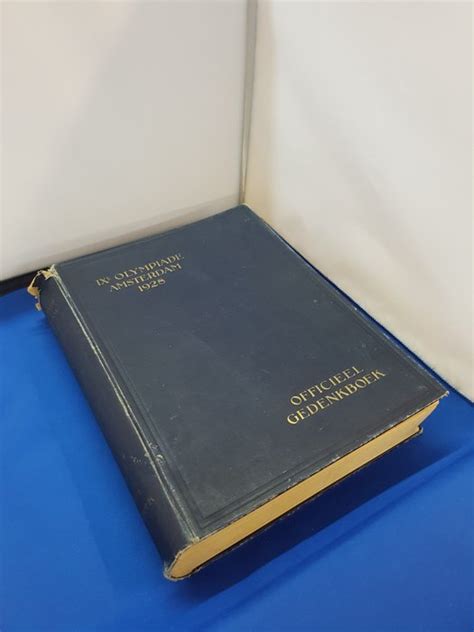 IXE OLYMPIADE
AMSTERDAM
1928
OFFICIEEL
GEDENKBOEK